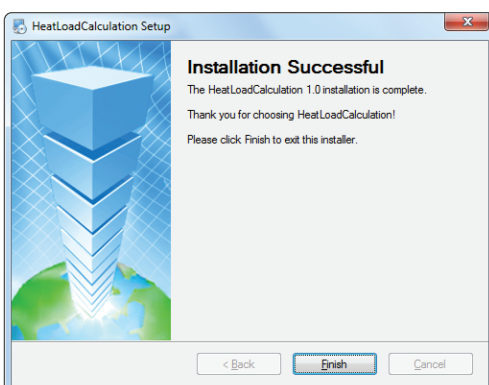 HeatLoadCalculation Setup
Installation Successful
The HeatLoadCalculation 1.0 installation is complete.
Thank you for choosing HeatLoadCalculation!
Please click Finish to exit this installer.
< Back Finish Cancel